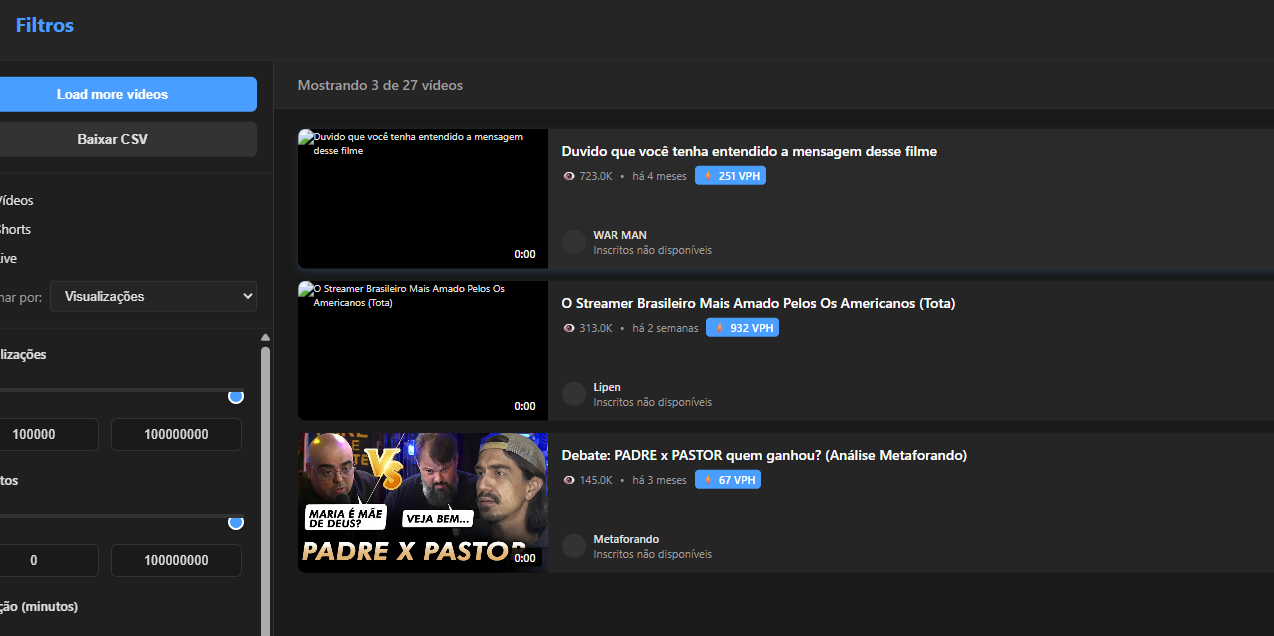 Filtros
Load more videos
Baixar CSV
Vídeos
Shorts
Live
nar por:
Visualizações
lizações
100000
100000000
tos
0
100000000
ção (minutos)
Mostrando 3 de 27 vídeos
Duvido que você tenha entendido a mensagem
desse filme
0:00
Duvido que você tenha entendido a mensagem desse filme
723.0K • há 4 meses 251 VPH
WAR MAN
Inscritos não disponíveis
O Streamer Brasileiro Mais Amado Pelos Os
Americanos (Tota)
0:00
O Streamer Brasileiro Mais Amado Pelos Os Americanos (Tota)
313.0K • há 2 semanas 932 VPH
Lipen
Inscritos não disponíveis
VS
MARIA É MÃE
DE DEUS?
VEJA BEM...
PADRE X PASTOR
0:00
Debate: PADRE x PASTOR quem ganhou? (Análise Metaforando)
145.0K • há 3 meses 67 VPH
Metaforando
Inscritos não disponíveis